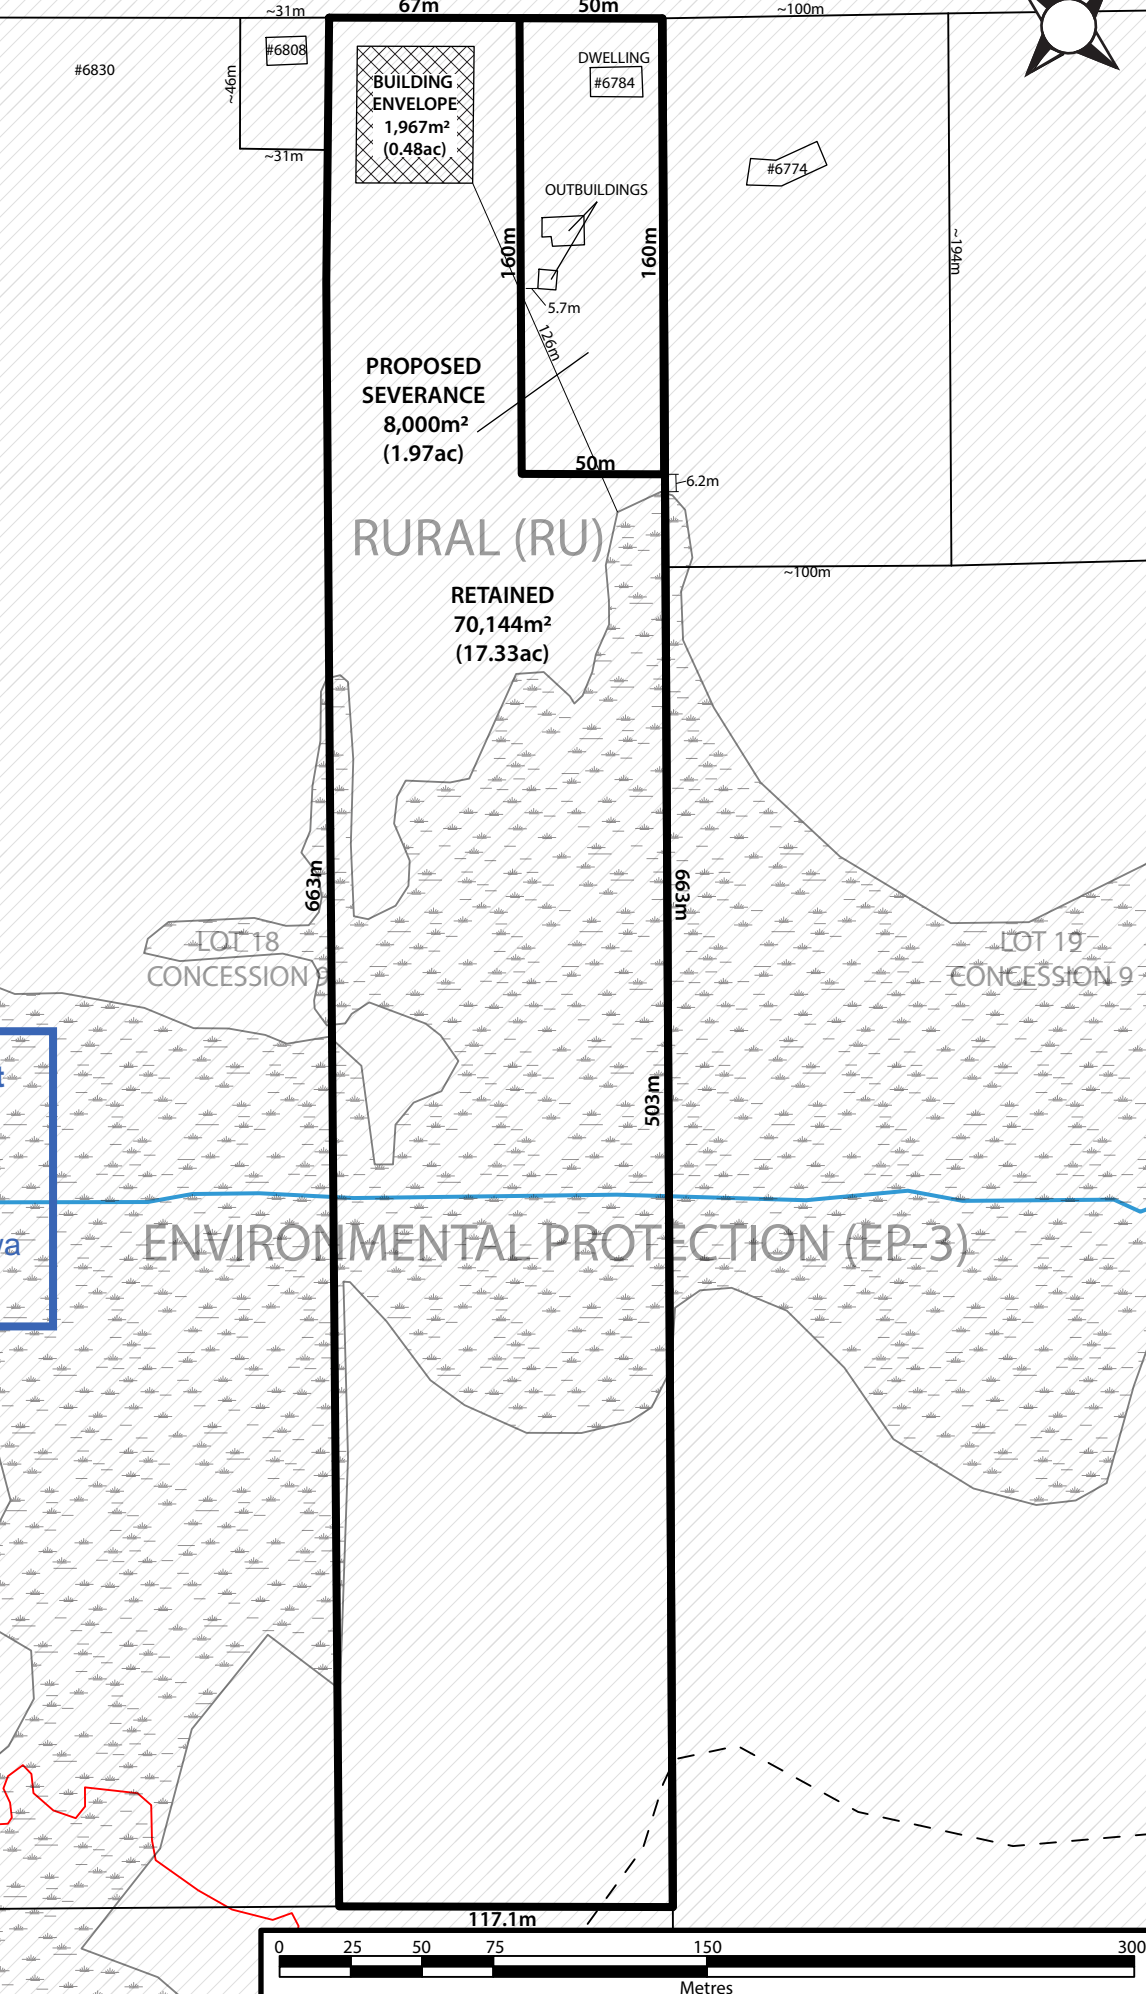 67m
50m
~31m
~100m
#6808
#6830
~46m
~31m
BUILDING
ENVELOPE
1,967m²
(0.48ac)
DWELLING
#6784
#6774
OUTBUILDINGS
160m
160m
~194m
5.7m
126m
PROPOSED
SEVERANCE
8,000m²
(1.97ac)
50m
6.2m
RURAL (RU)
~100m
RETAINED
70,144m²
(17.33ac)
663m
663m
LOT 18
CONCESSION 9
LOT 19
CONCESSION 9
503m
ENVIRONMENTAL PROTECTION (EP-3)
117.1m
0 25 50 75 150 300
Metres